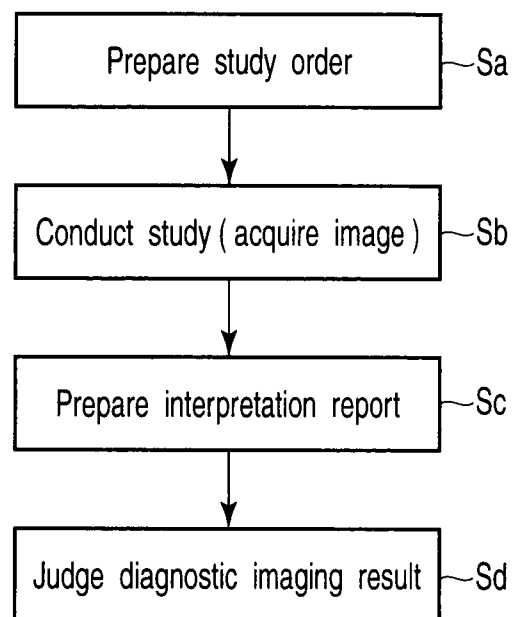 Prepare study order
Sa
Conduct study (acquire image)
Sb
Prepare interpretation report
Sc
Judge diagnostic imaging result
Sd